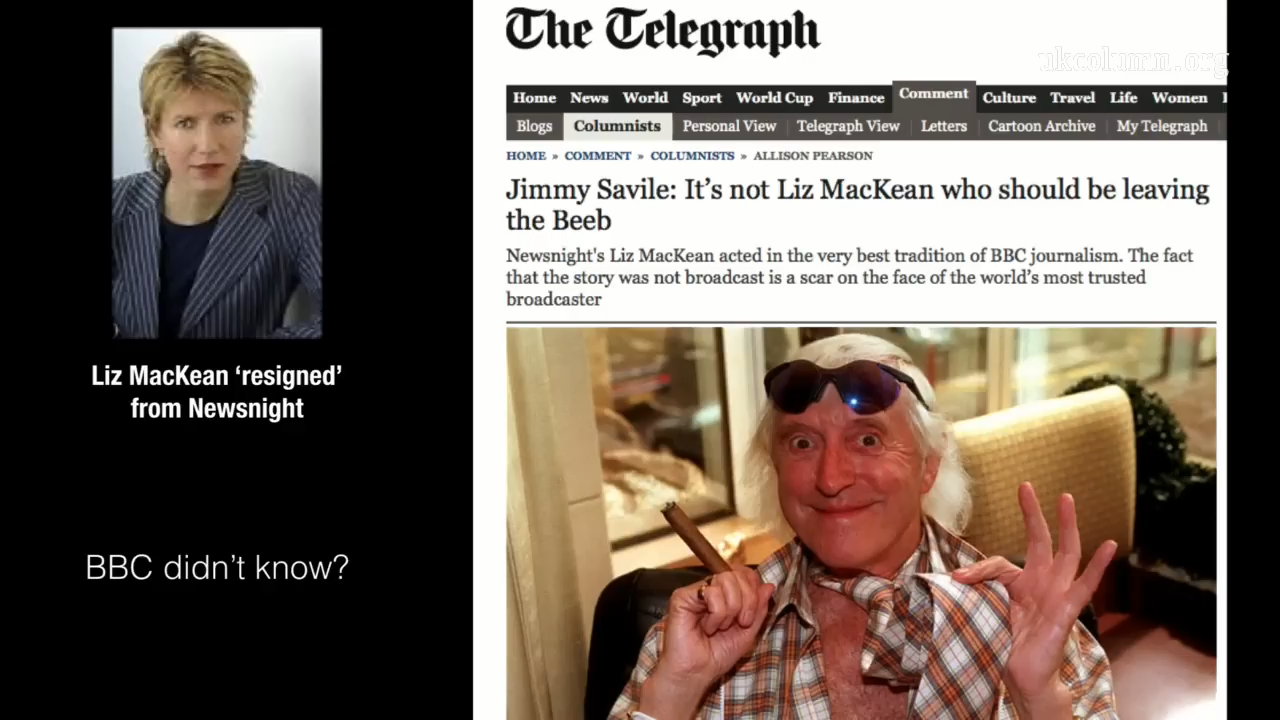 Liz MacKean ‘resigned’
from Newsnight
BBC didn’t know?
The Telegraph
ukcolumn.org
Home News World Sport World Cup Finance Comment Culture Travel Life Women
Blogs Columnists Personal View Telegraph View Letters Cartoon Archive My Telegraph
HOME » COMMENT » COLUMNISTS » ALLISON PEARSON
Jimmy Savile: It’s not Liz MacKean who should be leaving
the Beeb
Newsnight's Liz MacKean acted in the very best tradition of BBC journalism. The fact
that the story was not broadcast is a scar on the face of the world’s most trusted
broadcaster